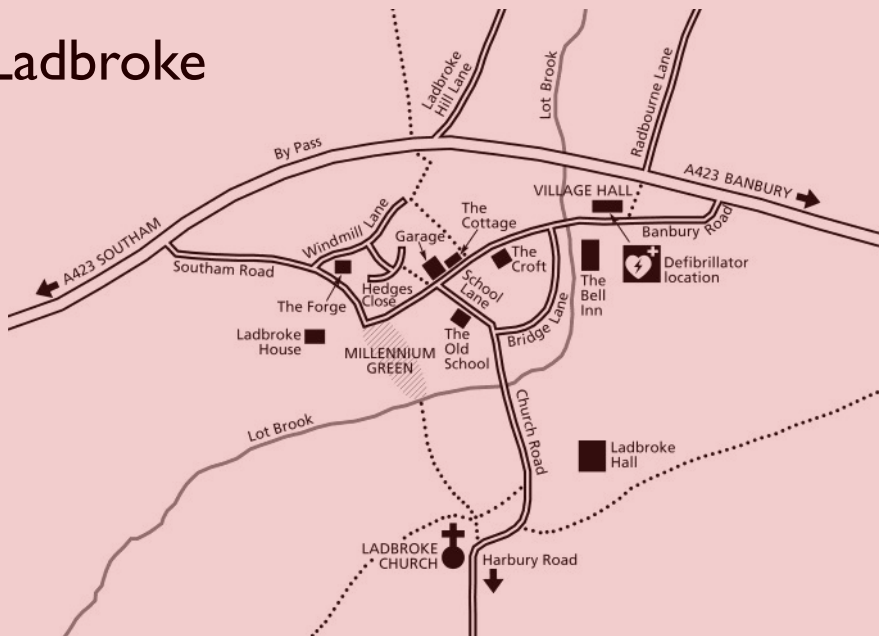 Ladbroke
Ladbroke
Hill Lane
Lot Brook
Radbourne Lane
By Pass
A423 BANBURY
VILLAGE HALL
A423 SOUTHAM
Windmill Lane
The
Cottage
Garage
Banbury Road
Southam Road
The
Croft
Defibrillator
location
School
Lane
The
Bell
Inn
Hedges
Close
The Forge
Bridge Lane
Ladbroke
House
The
Old
School
MILLENNIUM
GREEN
Church Road
Lot Brook
Ladbroke
Hall
LADBROKE
CHURCH
Harbury Road